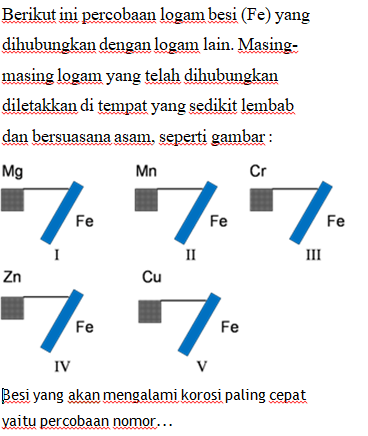 Berikut ini percobaan logam besi (Fe) yang
dihubungkan dengan logam lain. Masing-
masing logam yang telah dihubungkan
diletakkan di tempat yang sedikit lembab
dan bersuasana asam. seperti gambar :
Mg Mn Cr
Fe Fe Fe
I II III
Zn Cu
Fe Fe
IV V
Besi yang akan mengalami korosi paling cepat
yaitu percobaan nomor...